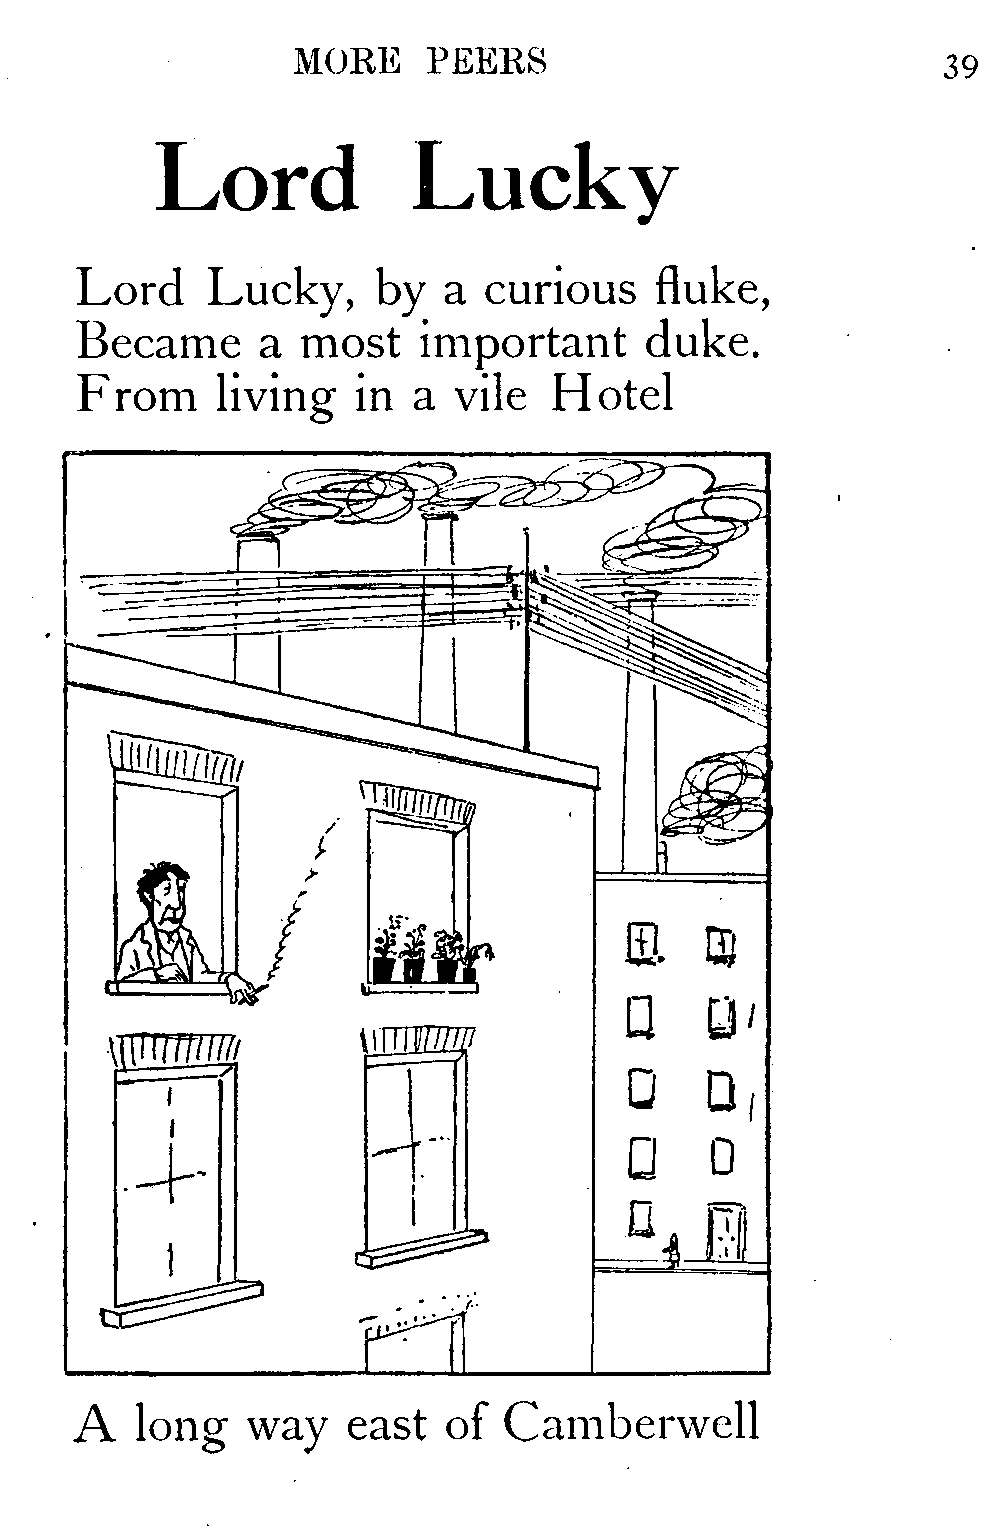 MORE PEERS 39
Lord Lucky
Lord Lucky, by a curious fluke,
Became a most important duke.
From living in a vile Hotel
A long way east of Camberwell